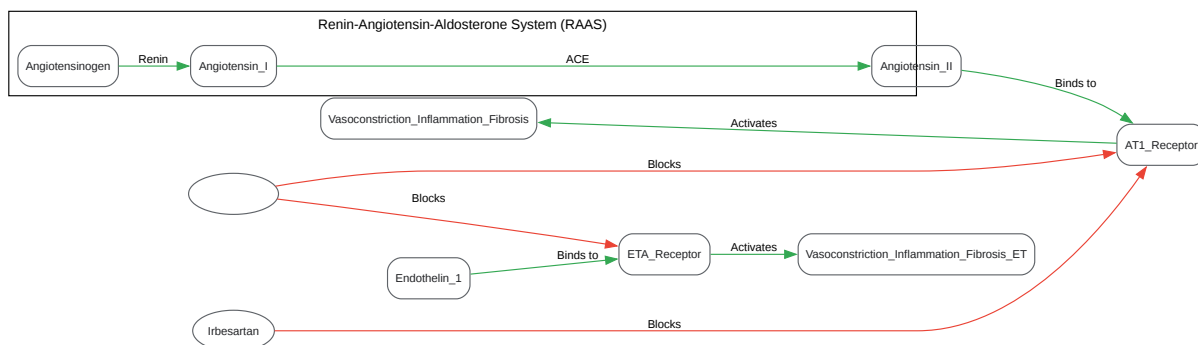 Renin-Angiotensin-Aldosterone System (RAAS)
Angiotensinogen
Renin
Angiotensin_I
ACE
Angiotensin_II
Binds to
Vasoconstriction_Inflammation_Fibrosis
Activates
AT1_Receptor
Blocks
Blocks
Binds to
ETA_Receptor
Activates
Vasoconstriction_Inflammation_Fibrosis_ET
Endothelin_1
Irbesartan
Blocks